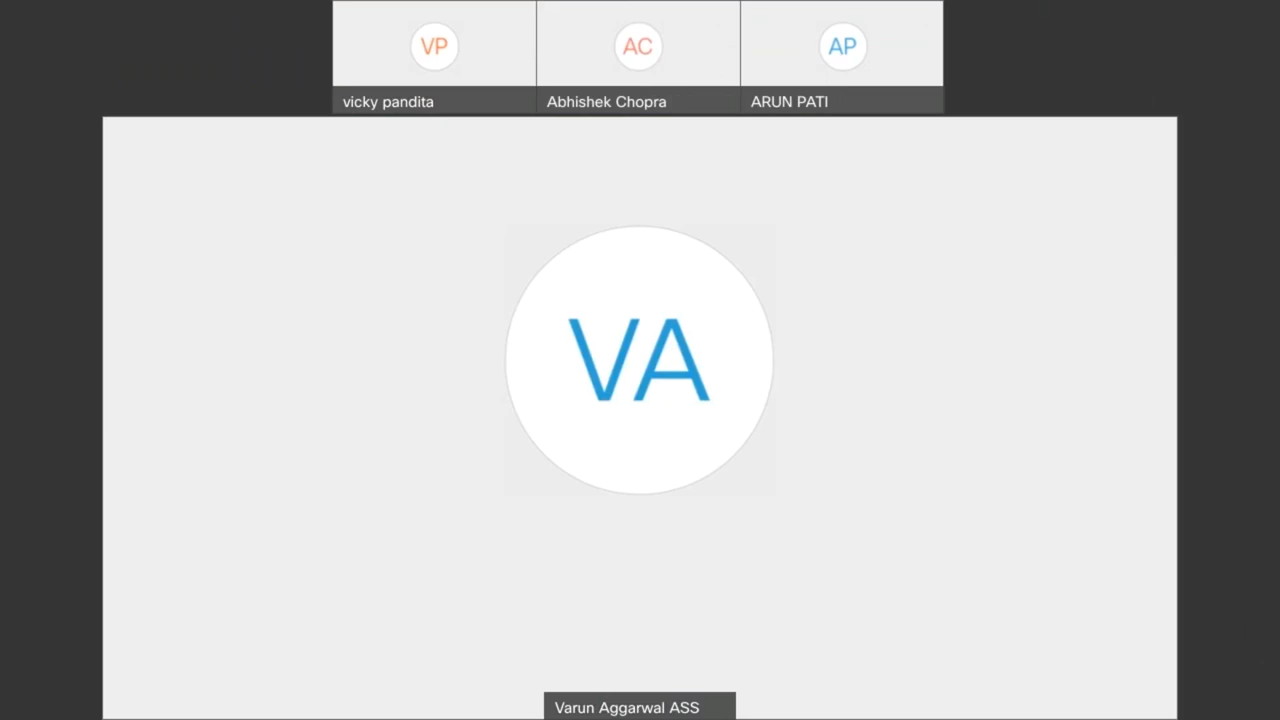 VP
AC
AP
vicky pandita
Abhishek Chopra
ARUN PATI
VA
Varun Aggarwal ASS